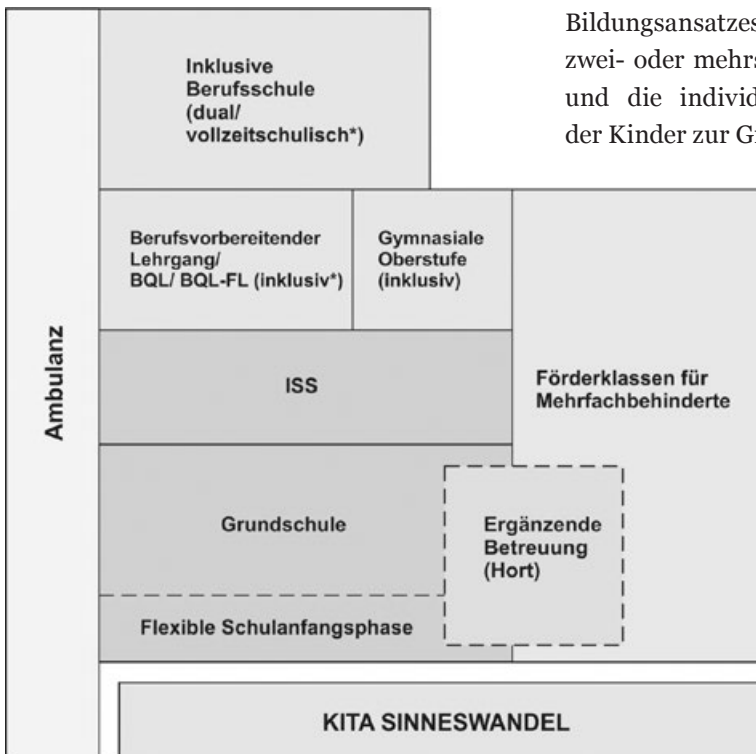 Bildungsansatzes
zwei- oder mehrs
und die individ
der Kinder zur G
Inklusive
Berufsschule
(dual/
vollzeitschulisch*)
Berufsvorbereitender
Lehrgang/
BQL/ BQL-FL (inklusiv*)
Gymnasiale
Oberstufe
(inklusiv)
Ambulanz
ISS
Förderklassen für
Mehrfachbehinderte
Grundschule
Ergänzende
Betreuung
(Hort)
Flexible Schulanfangsphase
KITA SINNESWANDEL